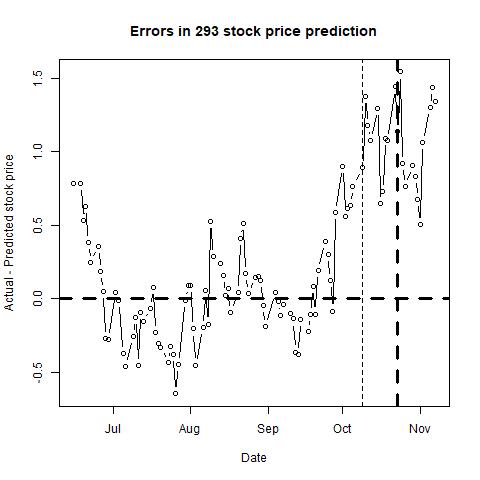 Errors in 293 stock price prediction
Actual - Predicted stock price
1.5
1.0
0.5
0.0
-0.5
Jul Aug Sep Oct Nov
Date